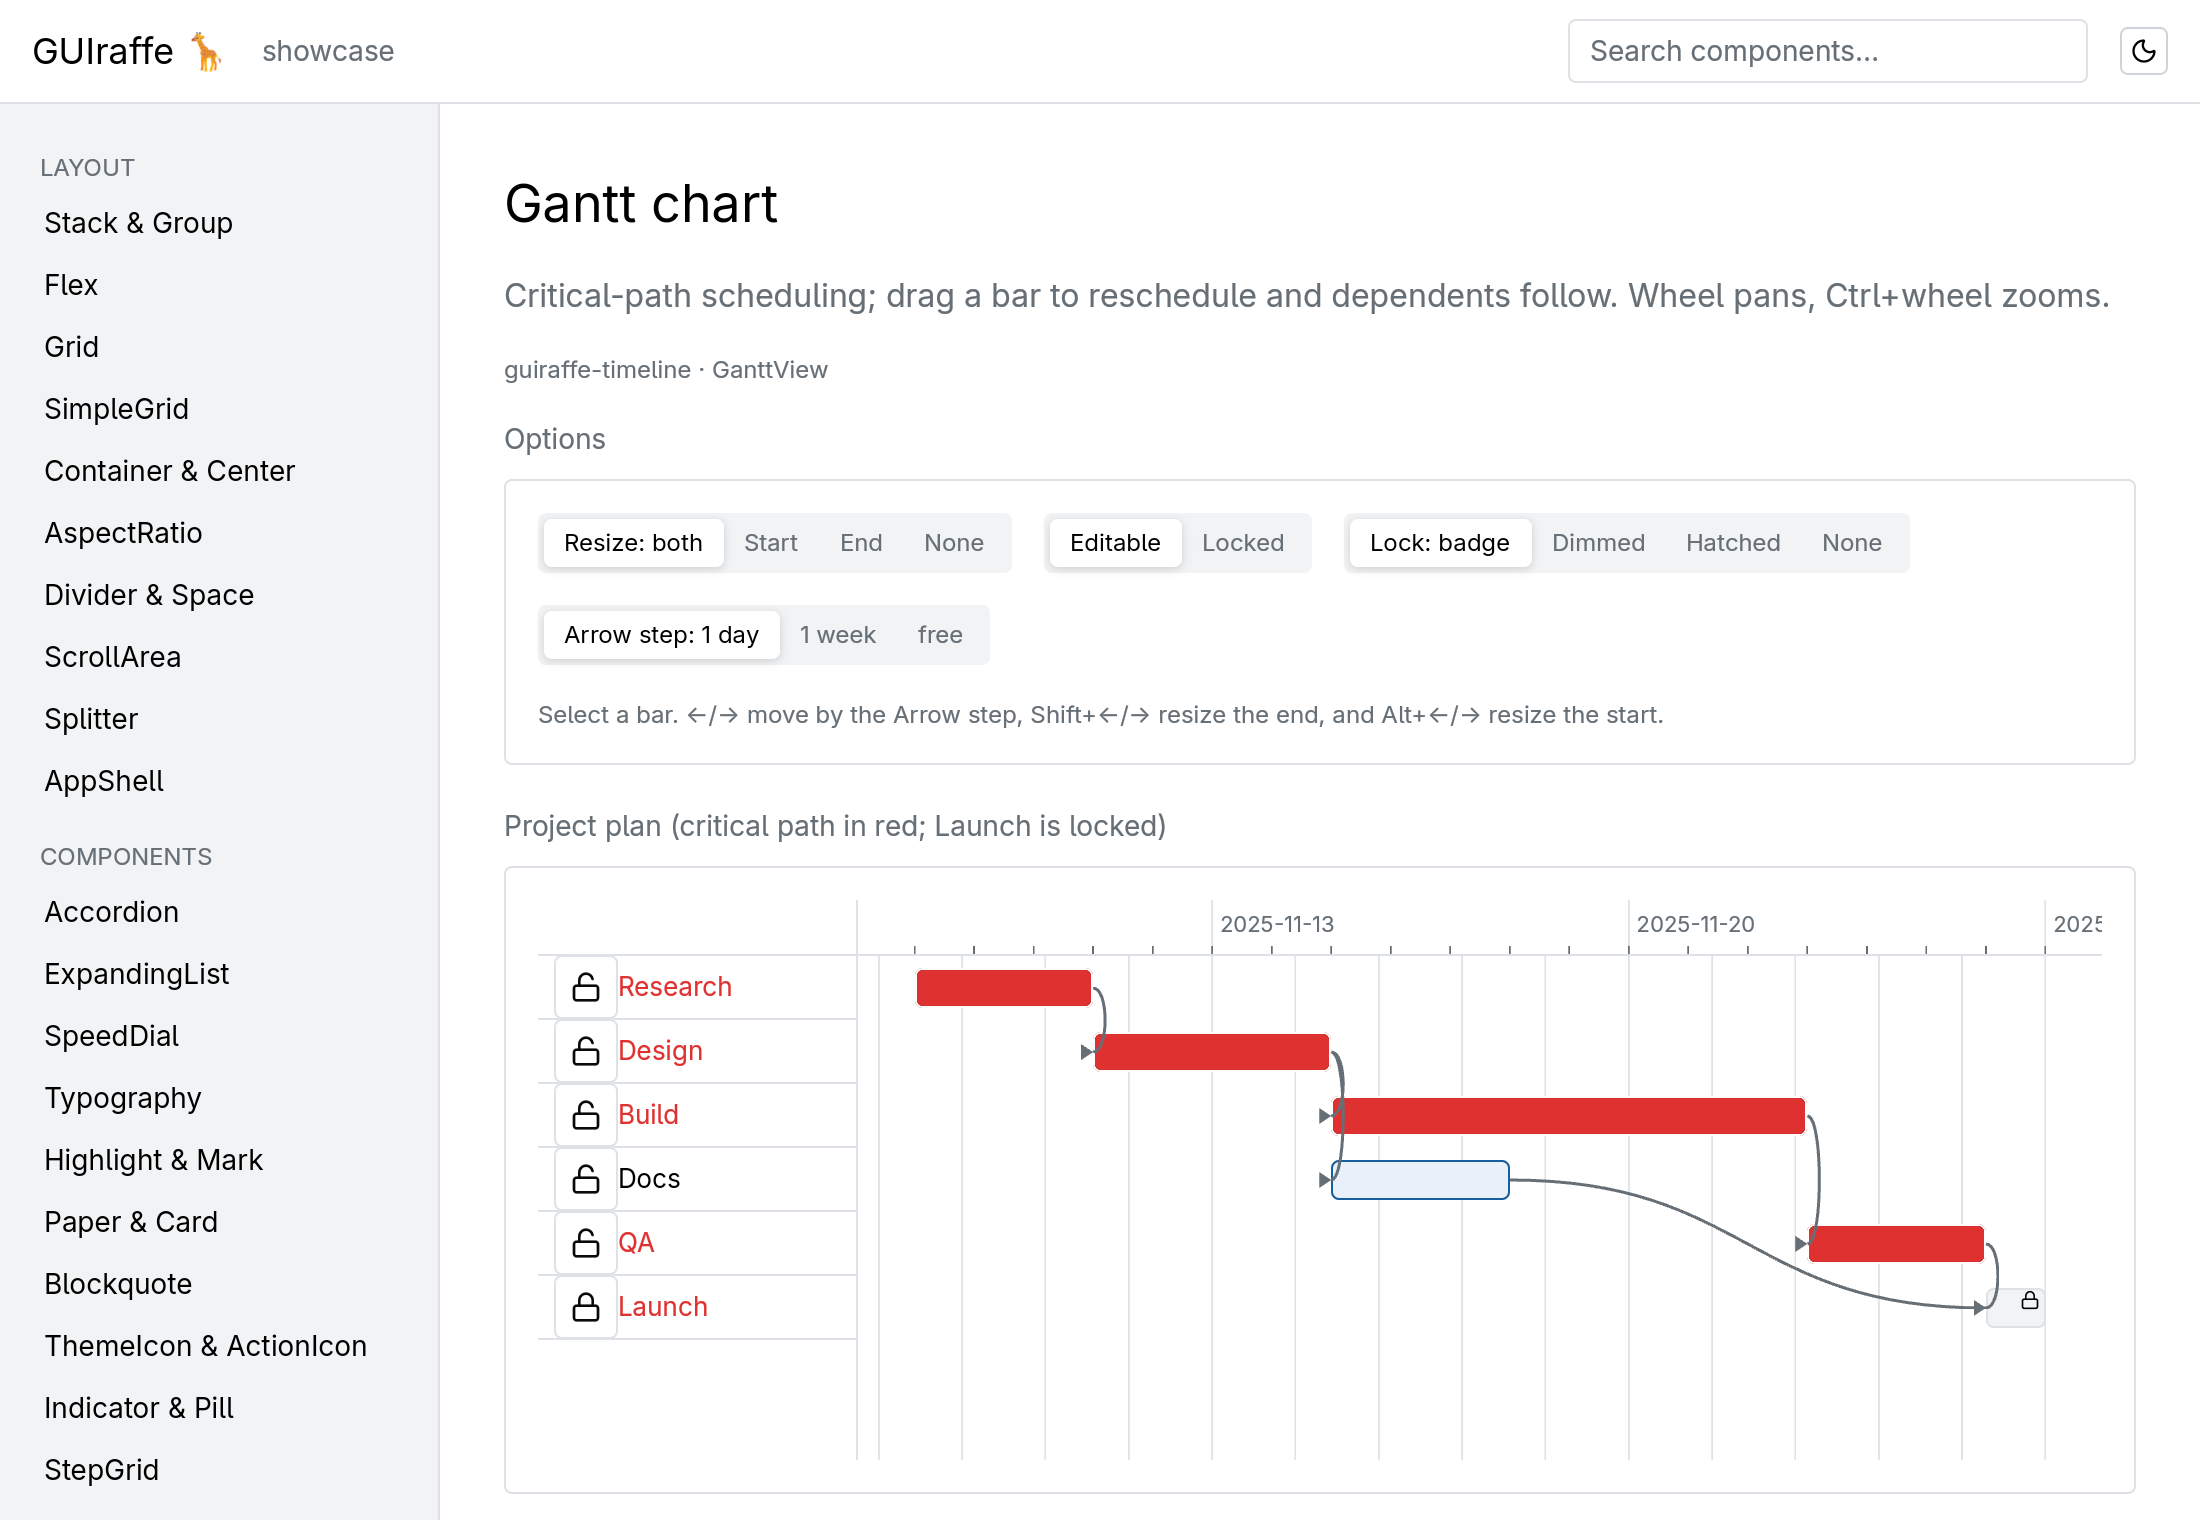 GUIraffe 🦒 showcase
Search components...
LAYOUT
Stack & Group
Flex
Grid
SimpleGrid
Container & Center
AspectRatio
Divider & Space
ScrollArea
Splitter
AppShell
COMPONENTS
Accordion
ExpandingList
SpeedDial
Typography
Highlight & Mark
Paper & Card
Blockquote
ThemeIcon & ActionIcon
Indicator & Pill
StepGrid
Gantt chart
Critical-path scheduling; drag a bar to reschedule and dependents follow. Wheel pans, Ctrl+wheel zooms.
guiraffe-timeline · GanttView
Options
Resize: both Start End None
Editable Locked
Lock: badge Dimmed Hatched None
Arrow step: 1 day 1 week free
Select a bar. ←/→ move by the Arrow step, Shift+←/→ resize the end, and Alt+←/→ resize the start.
Project plan (critical path in red; Launch is locked)
2025-11-13 2025-11-20 2025
Research
Design
Build
Docs
QA
Launch